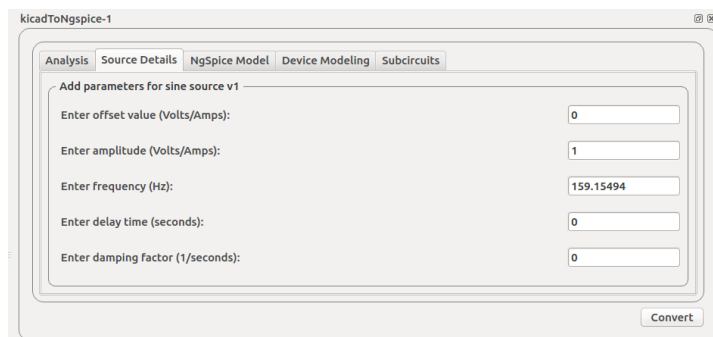 kicadToNgspice-1
Analysis Source Details NgSpice Model Device Modeling Subcircuits
Add parameters for sine source v1
Enter offset value (Volts/Amps): 0
Enter amplitude (Volts/Amps): 1
Enter frequency (Hz): 159.15494
Enter delay time (seconds): 0
Enter damping factor (1/seconds): 0
Convert